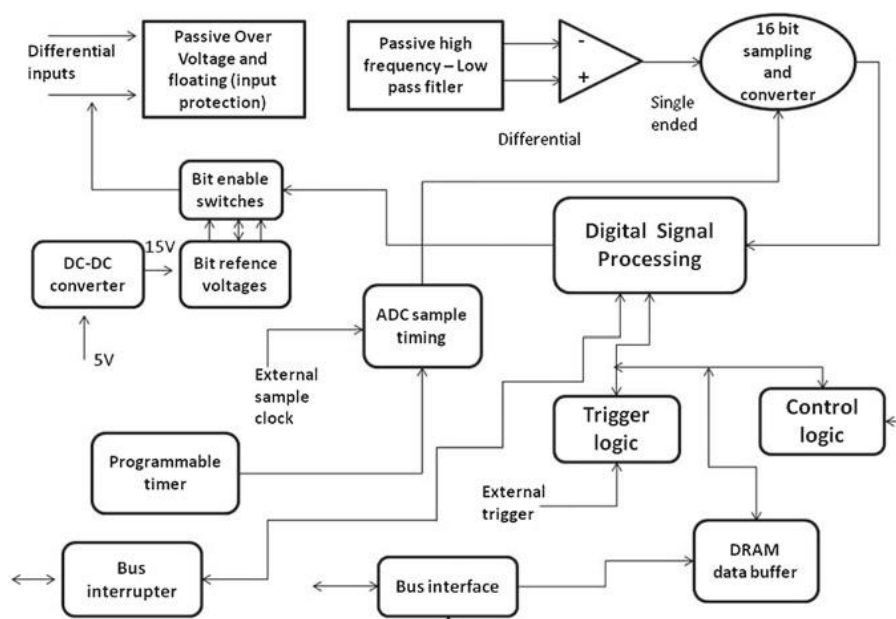 Differential
inputs
Passive Over
Voltage and
floating (input
protection)
Passive high
frequency – Low
pass fitler
-
+
16 bit
sampling
and
converter
Single
ended
Differential
Bit enable
switches
Digital Signal
Processing
15V
DC-DC
converter
Bit refence
voltages
ADC sample
timing
5V
External
sample
clock
Trigger
logic
Control
logic
Programmable
timer
External
trigger
DRAM
data buffer
Bus
interrupter
Bus interface